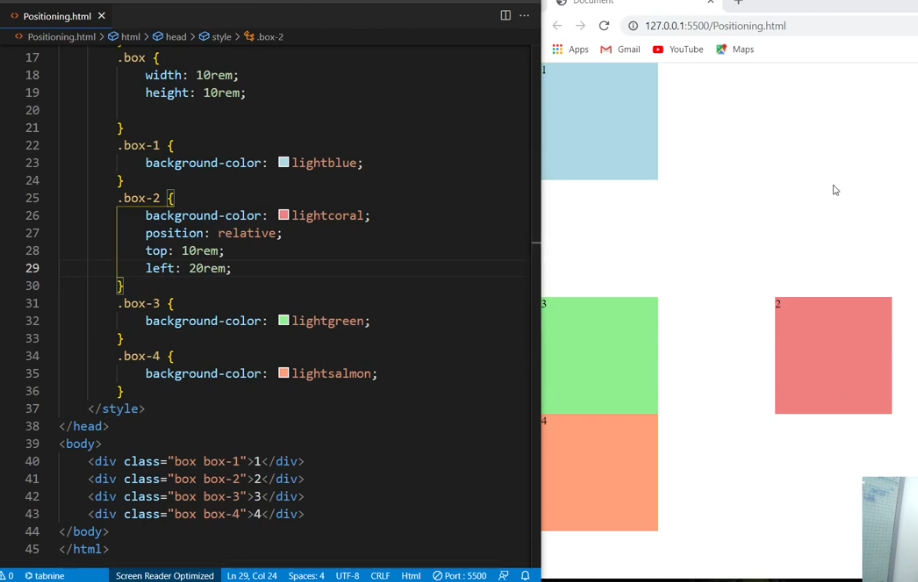 Positioning.html ×
Positioning.html > html > head > style > .box-2
17 .box {
18 width: 10rem;
19 height: 10rem;
20
21 }
22 .box-1 {
23 background-color: lightblue;
24 }
25 .box-2 {
26 background-color: lightcoral;
27 position: relative;
28 top: 10rem;
29 left: 20rem;
30 }
31 .box-3 {
32 background-color: lightgreen;
33 }
34 .box-4 {
35 background-color: lightsalmon;
36 }
37 </style>
38 </head>
39 <body>
40 <div class="box box-1">1</div>
41 <div class="box box-2">2</div>
42 <div class="box box-3">3</div>
43 <div class="box box-4">4</div>
44 </body>
45 </html>
0 tabnine Screen Reader Optimized Ln 29, Col 24 Spaces: 4 UTF-8 CRLF Html Port : 5500
Document
127.0.0.1:5500/Positioning.html
Apps Gmail YouTube Maps
1
3 2
4